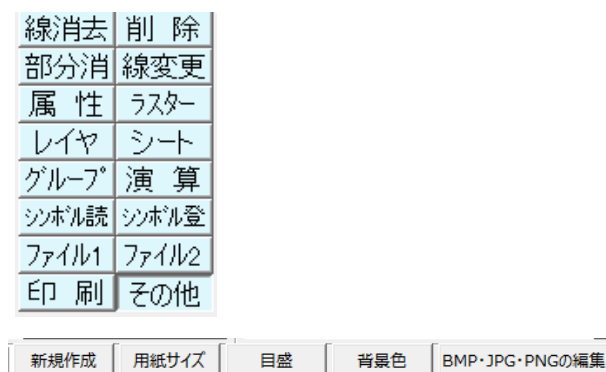 線消去 削 除
部分消 線変更
属 性 ラスター
レイヤ シート
グループ 演 算
シンボル読 シンボル登
ファイル1 ファイル2
印 刷 その他
新規作成 用紙サイズ 目盛 背景色 BMP・JPG・PNGの編集